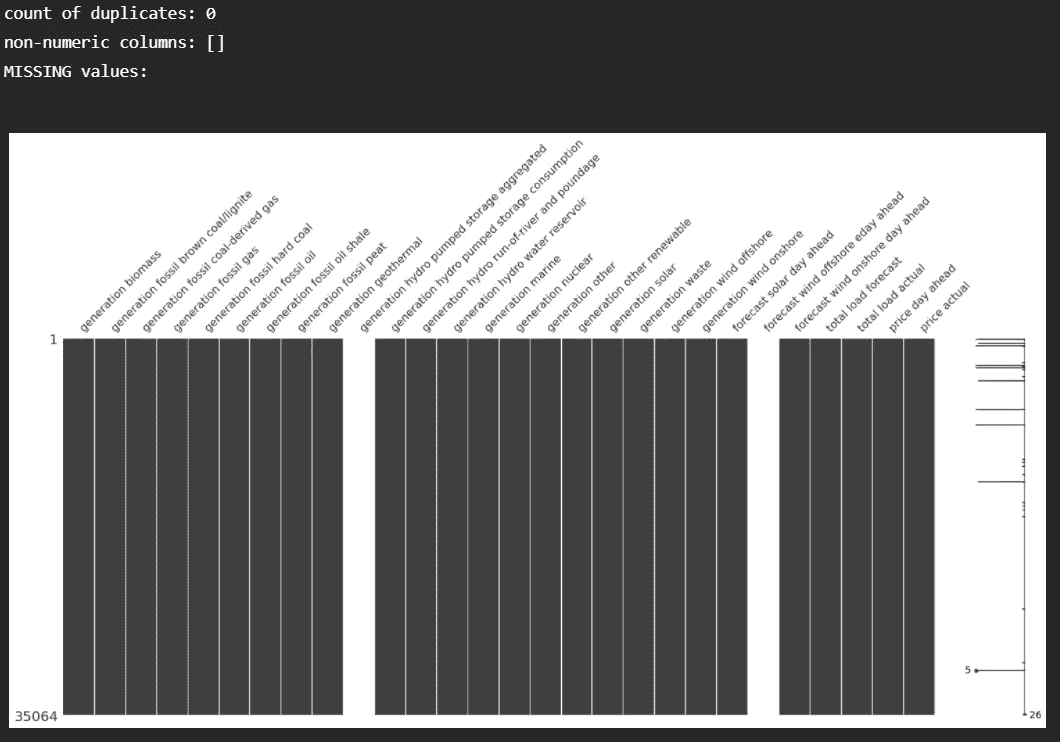 count of duplicates: 0
non-numeric columns: []
MISSING values:
generation biomass
generation fossil brown coal/lignite
generation fossil coal-derived gas
generation fossil gas
generation fossil hard coal
generation fossil oil
generation fossil oil shale
generation fossil peat
generation geothermal
generation hydro pumped storage aggregated
generation hydro pumped storage consumption
generation hydro run-of-river and poundage
generation hydro water reservoir
generation marine
generation nuclear
generation other
generation other renewable
generation solar
generation waste
generation wind offshore
generation wind onshore
forecast solar day ahead
forecast wind offshore eday ahead
forecast wind onshore day ahead
total load forecast
total load actual
price day ahead
price actual
1
5
35064
26